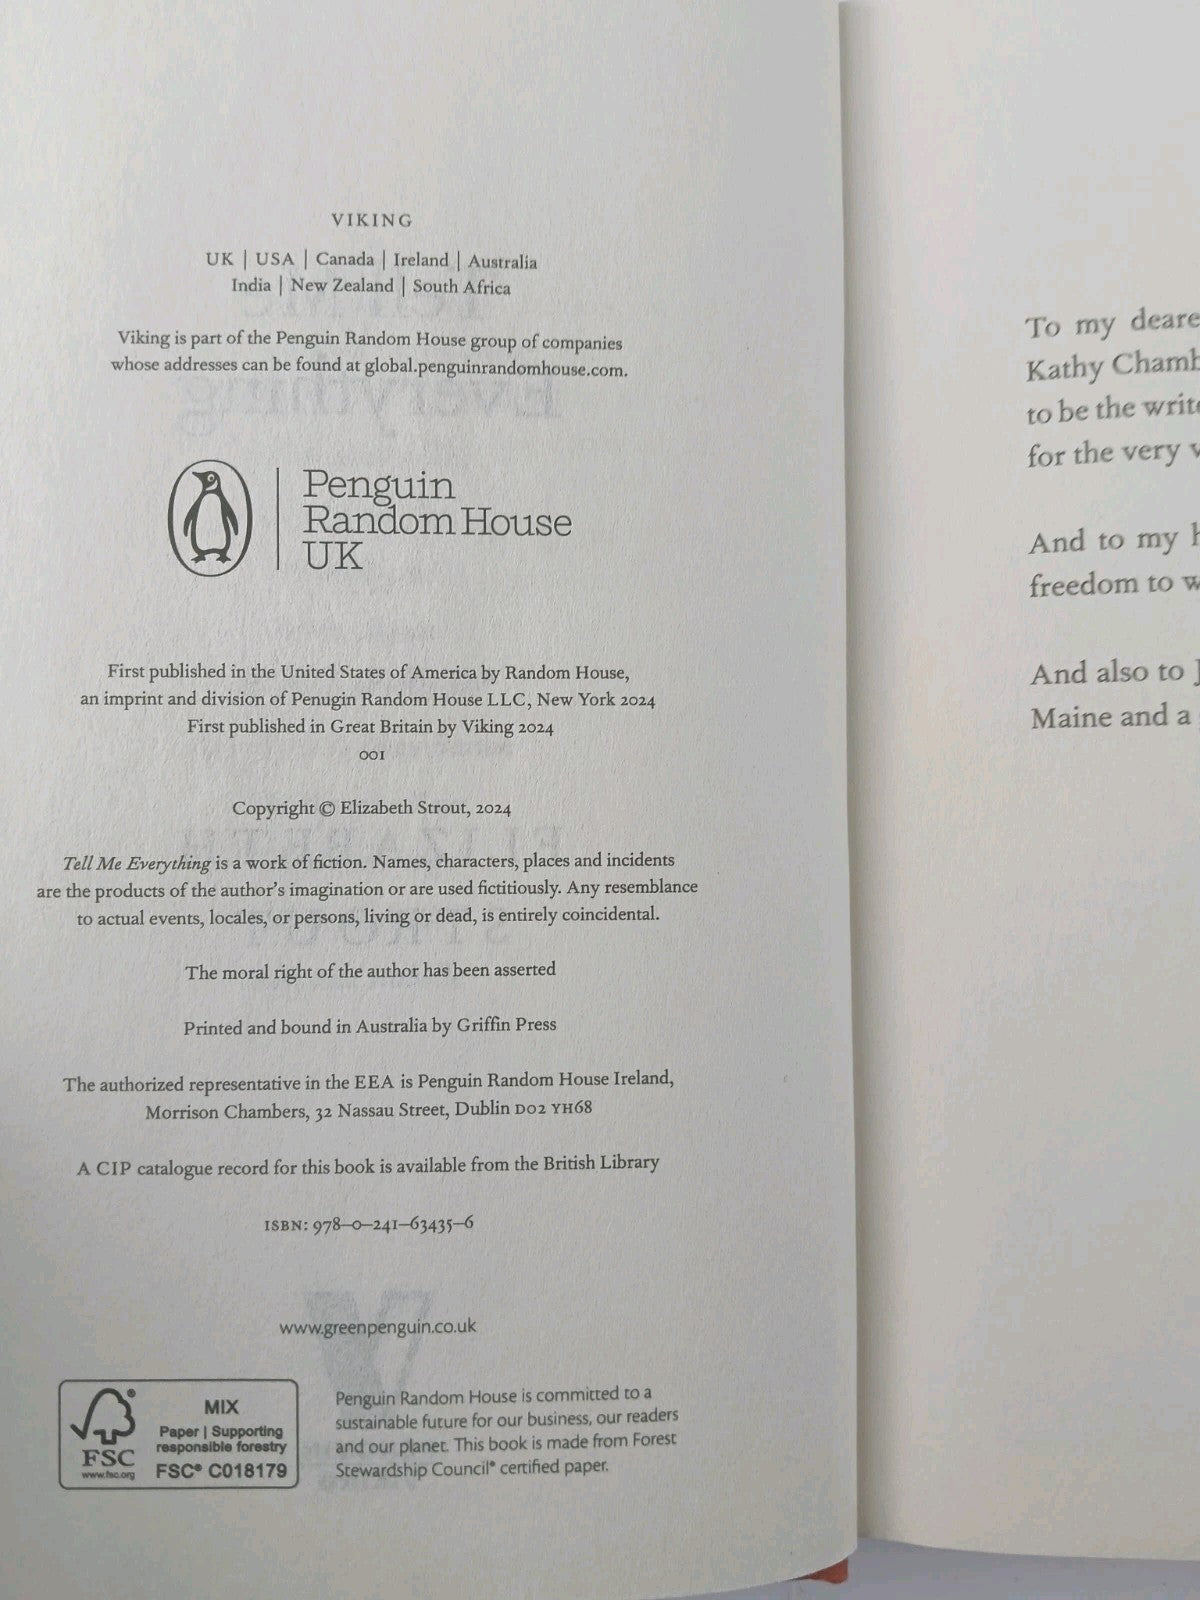 VIKING
UK | USA | Canada | Ireland | Australia
India | New Zealand | South Africa
Viking is part of the Penguin Random House group of companies
whose addresses can be found at global.penguinrandomhouse.com.
Penguin
Random House
UK
First published in the United States of America by Random House,
an imprint and division of Penugin Random House LLC, New York 2024
First published in Great Britain by Viking 2024
001
Copyright © Elizabeth Strout, 2024
Tell Me Everything is a work of fiction. Names, characters, places and incidents
are the products of the author's imagination or are used fictitiously. Any resemblance
to actual events, locales, or persons, living or dead, is entirely coincidental.
The moral right of the author has been asserted
Printed and bound in Australia by Griffin Press
The authorized representative in the EEA is Penguin Random House Ireland,
Morrison Chambers, 32 Nassau Street, Dublin D02 YH68
A CIP catalogue record for this book is available from the British Library
ISBN: 978–0–241–63435–6
www.greenpenguin.co.uk
FSC
www.fsc.org
MIX
Paper | Supporting
responsible forestry
FSC® C018179
Penguin Random House is committed to a
sustainable future for our business, our readers
and our planet. This book is made from Forest
Stewardship Council® certified paper.
To my
Kathy
to be the
for the very
And to my
freedom to
And also to
Maine and a